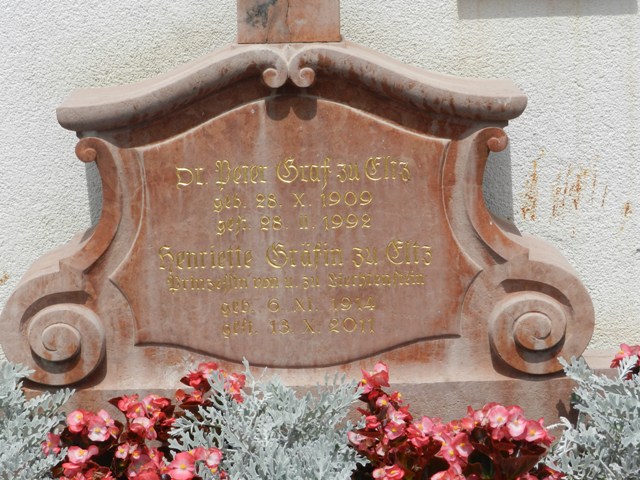 Dr. Peter Graf zu Eltz
geb. 28. X. 1909
gest. 28. II. 1992
Henriette Gräfin zu Eltz
Prinzessin von u. zu Liechtenstein
geb. 6. XI. 1914
gest. 13. X. 2011